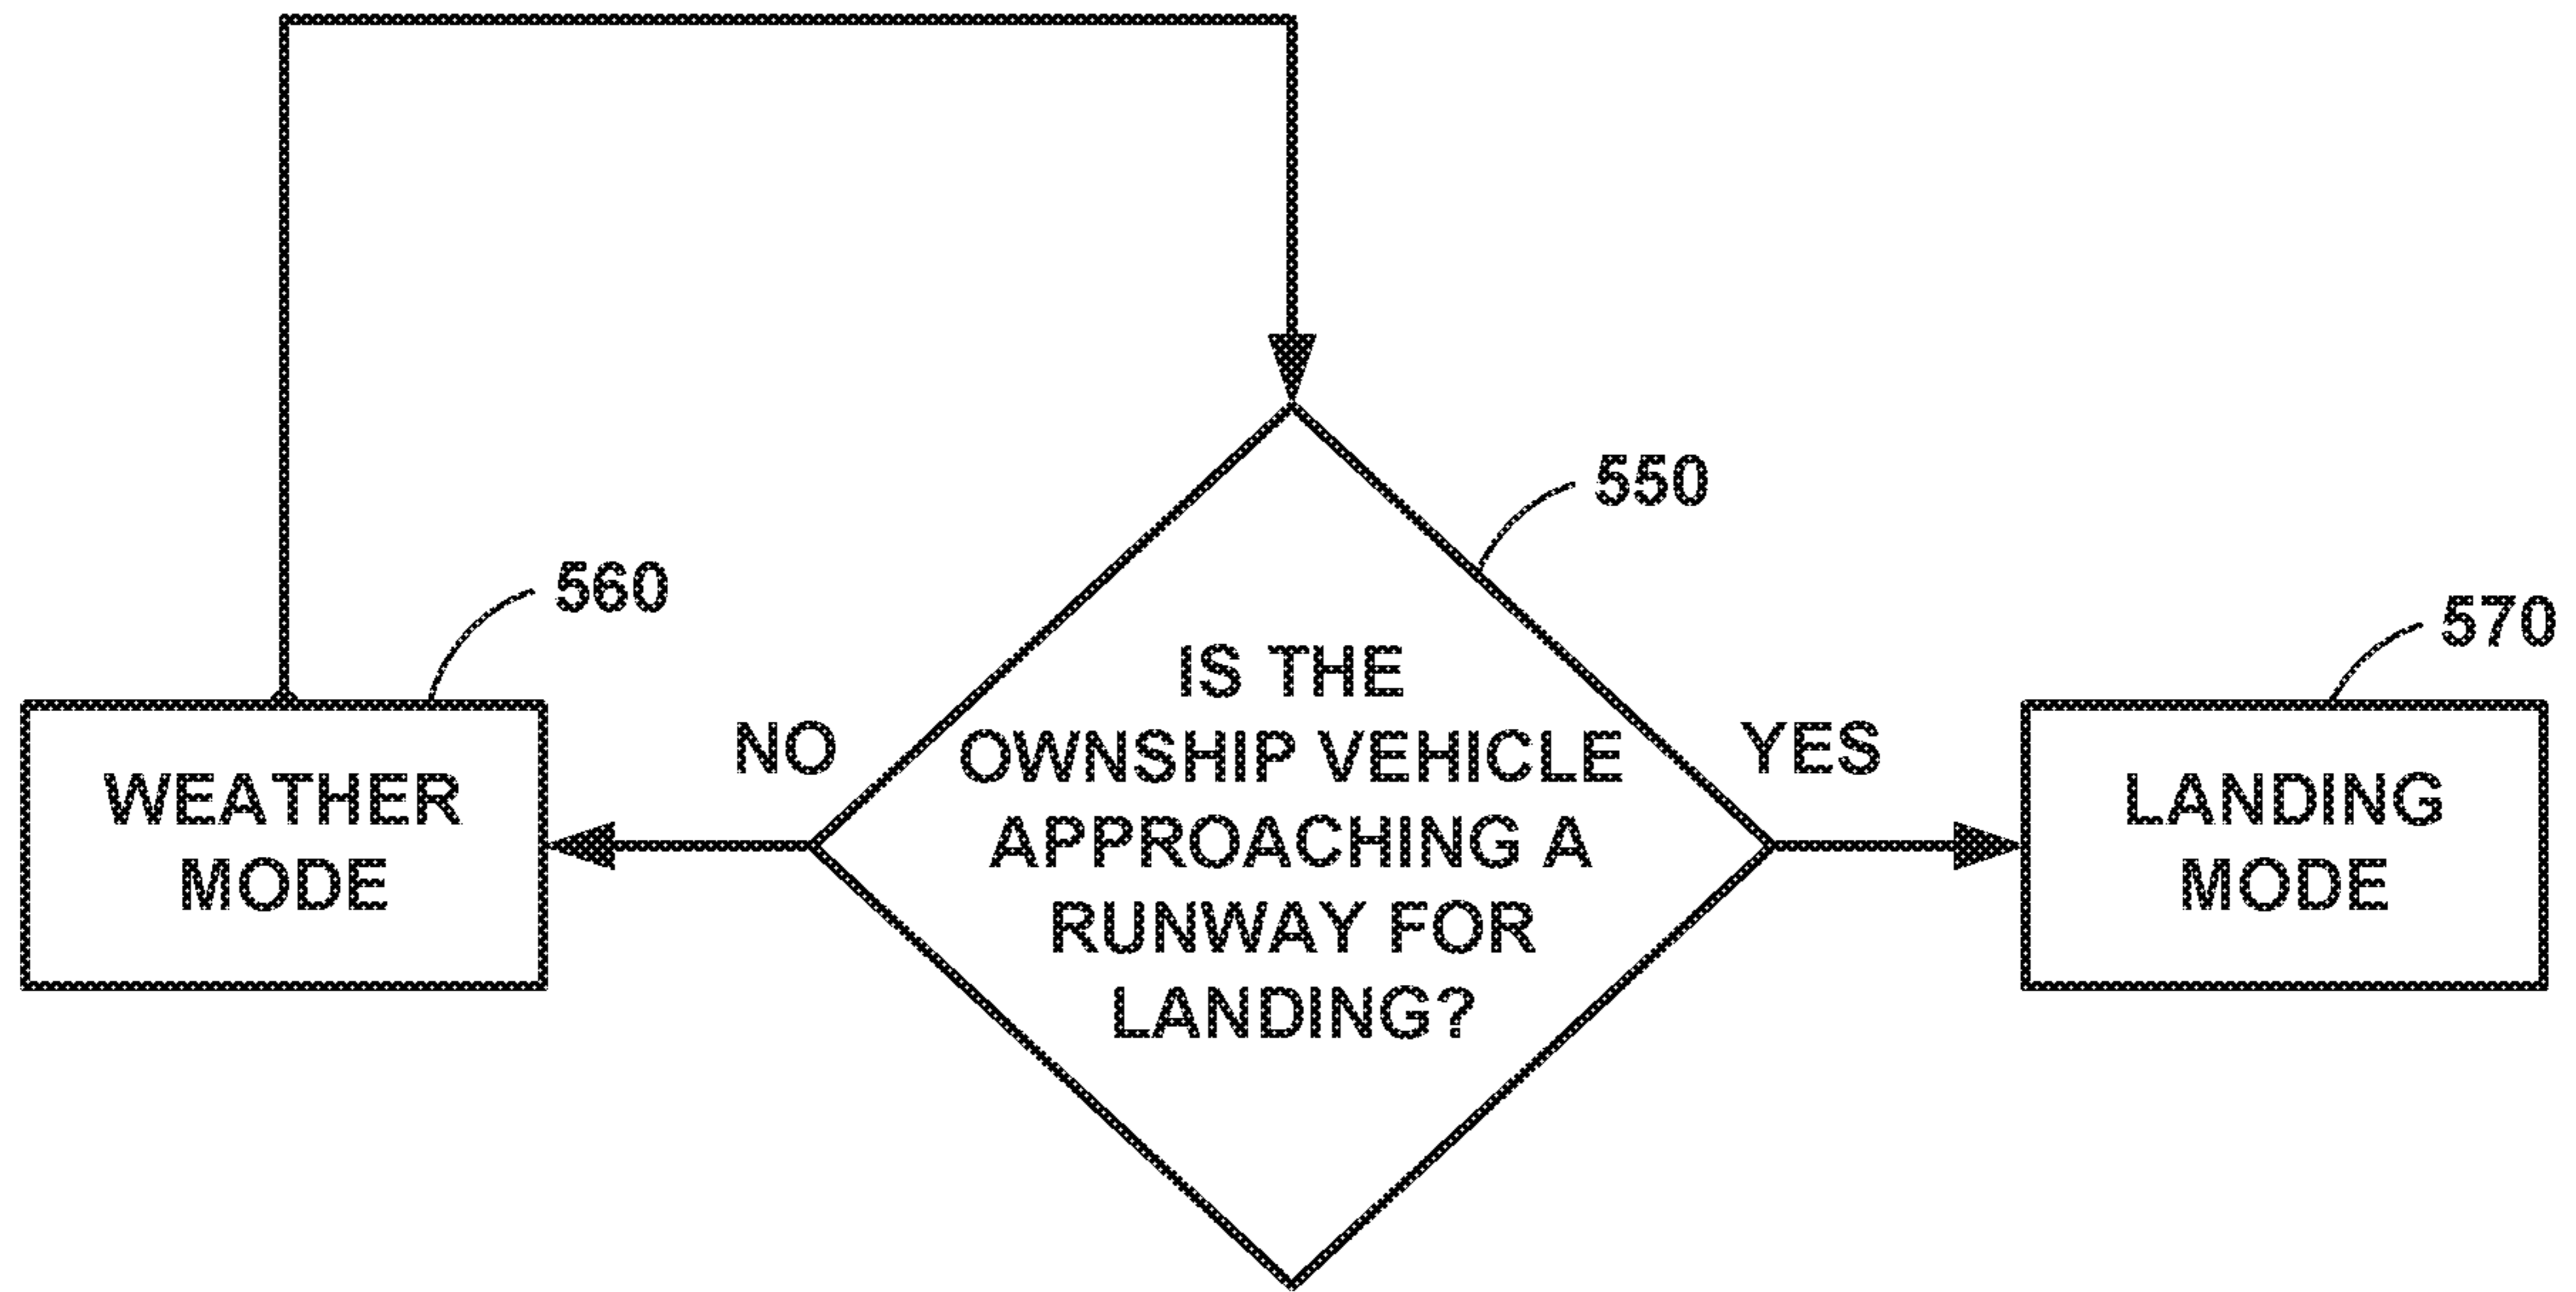 550
560
570
IS THE
OWNSHIP VEHICLE
APPROACHING A
RUNWAY FOR
LANDING?
NO
YES
WEATHER
MODE
LANDING
MODE